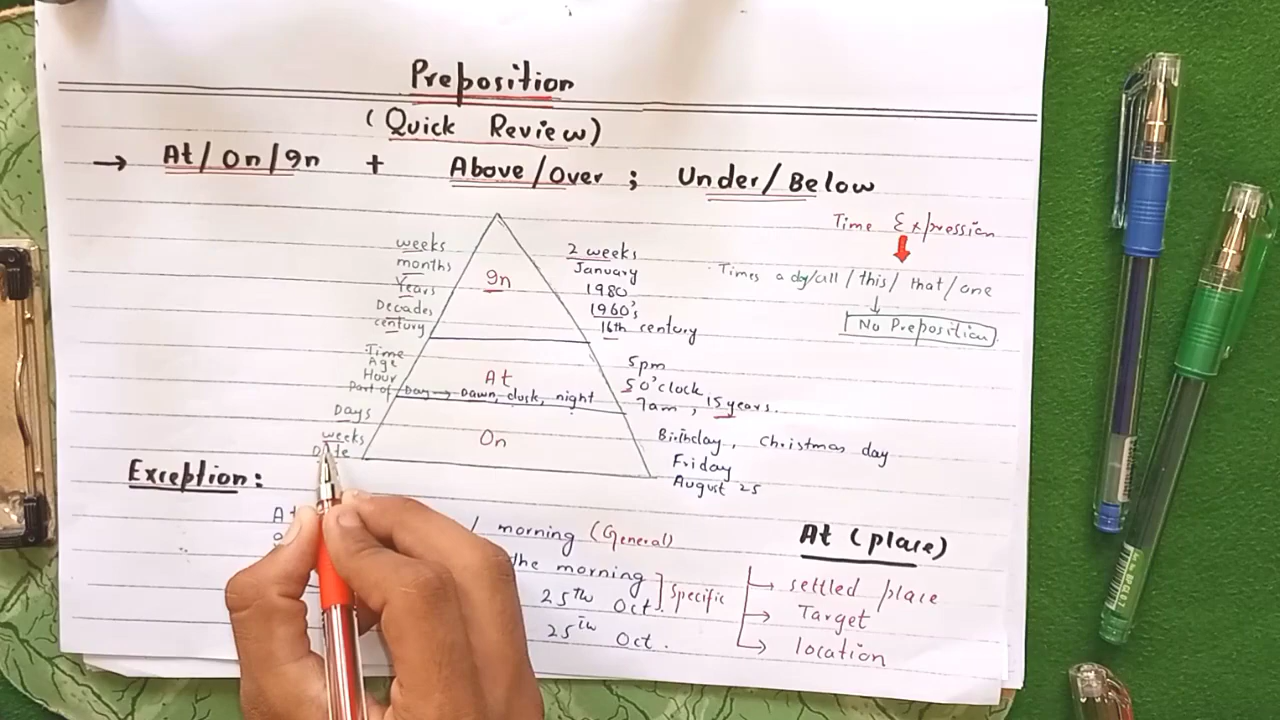 Preposition
(Quick Review)
→ At/On/In + Above/Over ; Under/Below
Time Expression
Times a day/all / this / that / one
No Preposition
weeks
months
Years
Decades
century
In
2 weeks
January
1980
1960's
16th century
Time
Age
Hour
Part of Day → Dawn, dusk, night
At
5pm
5 o'clock
7am, 15 years.
Days
weeks
Date
On
Birthday, Christmas day
Friday
August 25
Exception:
At
/ morning (General)
the morning
25th Oct.
Specific
25th Oct.
At (place)
settled place
Target
location